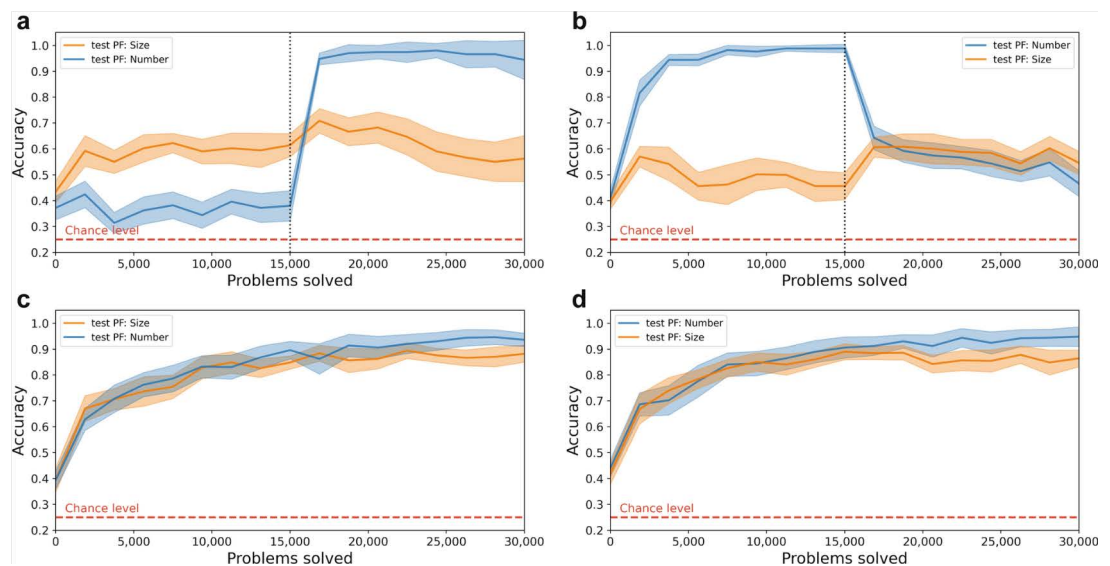 a
test PF: Size
test PF: Number
Accuracy
1.0
0.9
0.8
0.7
0.6
0.5
0.4
0.3
0.2
Chance level
0 5,000 10,000 15,000 20,000 25,000 30,000
Problems solved
b
test PF: Number
test PF: Size
Accuracy
1.0
0.9
0.8
0.7
0.6
0.5
0.4
0.3
0.2
Chance level
0 5,000 10,000 15,000 20,000 25,000 30,000
Problems solved
c
test PF: Size
test PF: Number
Accuracy
1.0
0.9
0.8
0.7
0.6
0.5
0.4
0.3
0.2
Chance level
0 5,000 10,000 15,000 20,000 25,000 30,000
Problems solved
d
test PF: Number
test PF: Size
Accuracy
1.0
0.9
0.8
0.7
0.6
0.5
0.4
0.3
0.2
Chance level
0 5,000 10,000 15,000 20,000 25,000 30,000
Problems solved